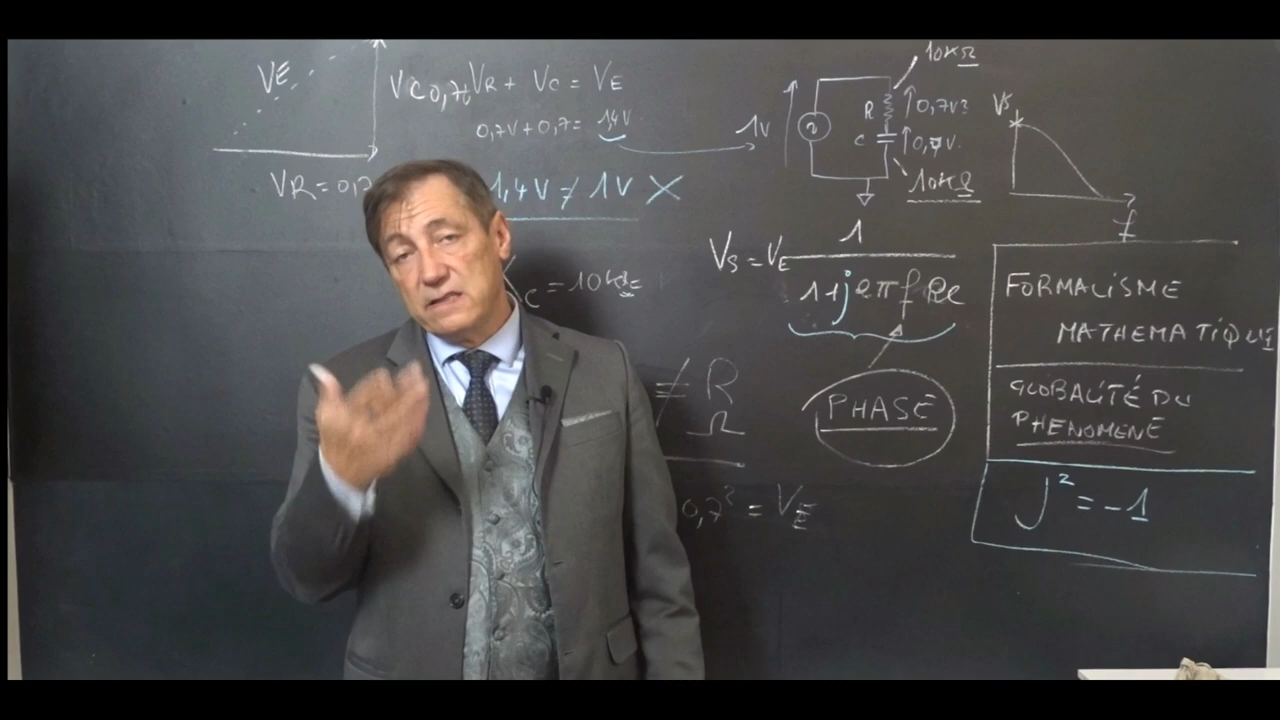 VE
VC0,7
VR + VC = VE
0,7V + 0,7 = 1,4V
VR = 0,7
1,4V ≠ 1V X
C = 10kΩ
≠ R
Ω
0,7² = VE
1V
R
C
10KΩ
0,7V?
0,7V.
10KΩ
VS
f
VS = VE 1
1+j2πfRC
PHASE
FORMALISME
MATHEMATIQUE
GLOBALITÉ DU
PHENOMENE
J² = -1